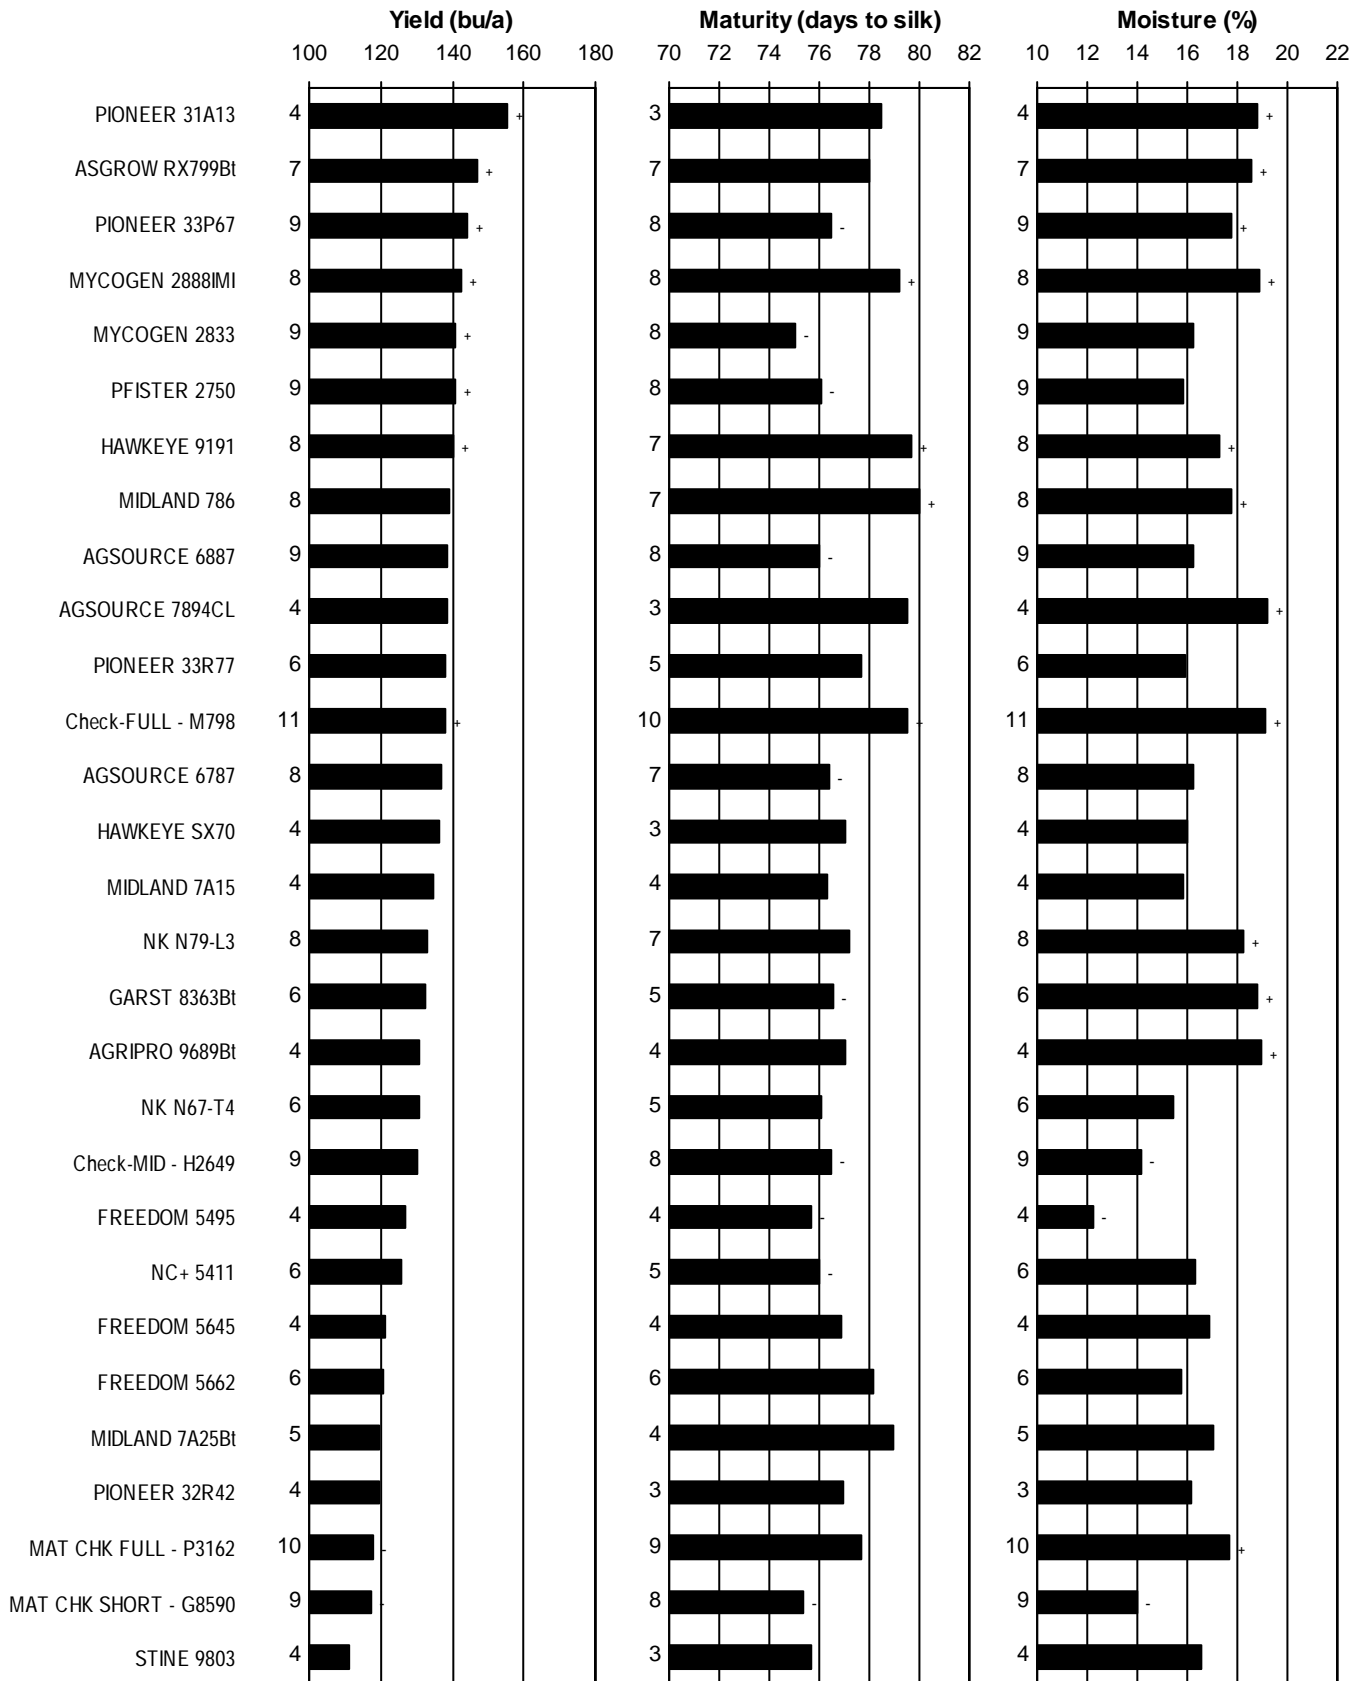 Yield (bu/a) Maturity (days to silk) Moisture (%)
100 120 140 160 180 70 72 74 76 78 80 82 10 12 14 16 18 20 22
PIONEER 31A13 4 + 3 4 +
ASGROW RX799Bt 7 + 7 7 +
PIONEER 33P67 9 + 8 - 9 +
MYCOGEN 2888IMI 8 + 8 + 8 +
MYCOGEN 2833 9 + 8 - 9
PFISTER 2750 9 + 8 - 9
HAWKEYE 9191 8 + 7 + 8 +
MIDLAND 786 8 7 + 8 +
AGSOURCE 6887 9 8 - 9
AGSOURCE 7894CL 4 3 4 +
PIONEER 33R77 6 5 6
Check-FULL - M798 11 + 10 + 11 +
AGSOURCE 6787 8 7 - 8
HAWKEYE SX70 4 3 4
MIDLAND 7A15 4 4 4
NK N79-L3 8 7 8 +
GARST 8363Bt 6 5 - 6 +
AGRIPRO 9689Bt 4 4 4 +
NK N67-T4 6 5 6
Check-MID - H2649 9 8 - 9 -
FREEDOM 5495 4 4 - 4 -
NC+ 5411 6 5 - 6
FREEDOM 5645 4 4 4
FREEDOM 5662 6 6 6
MIDLAND 7A25Bt 5 4 5
PIONEER 32R42 4 3 3
MAT CHK FULL - P3162 10 - 9 10 +
MAT CHK SHORT - G8590 9 - 8 - 9 -
STINE 9803 4 3 4